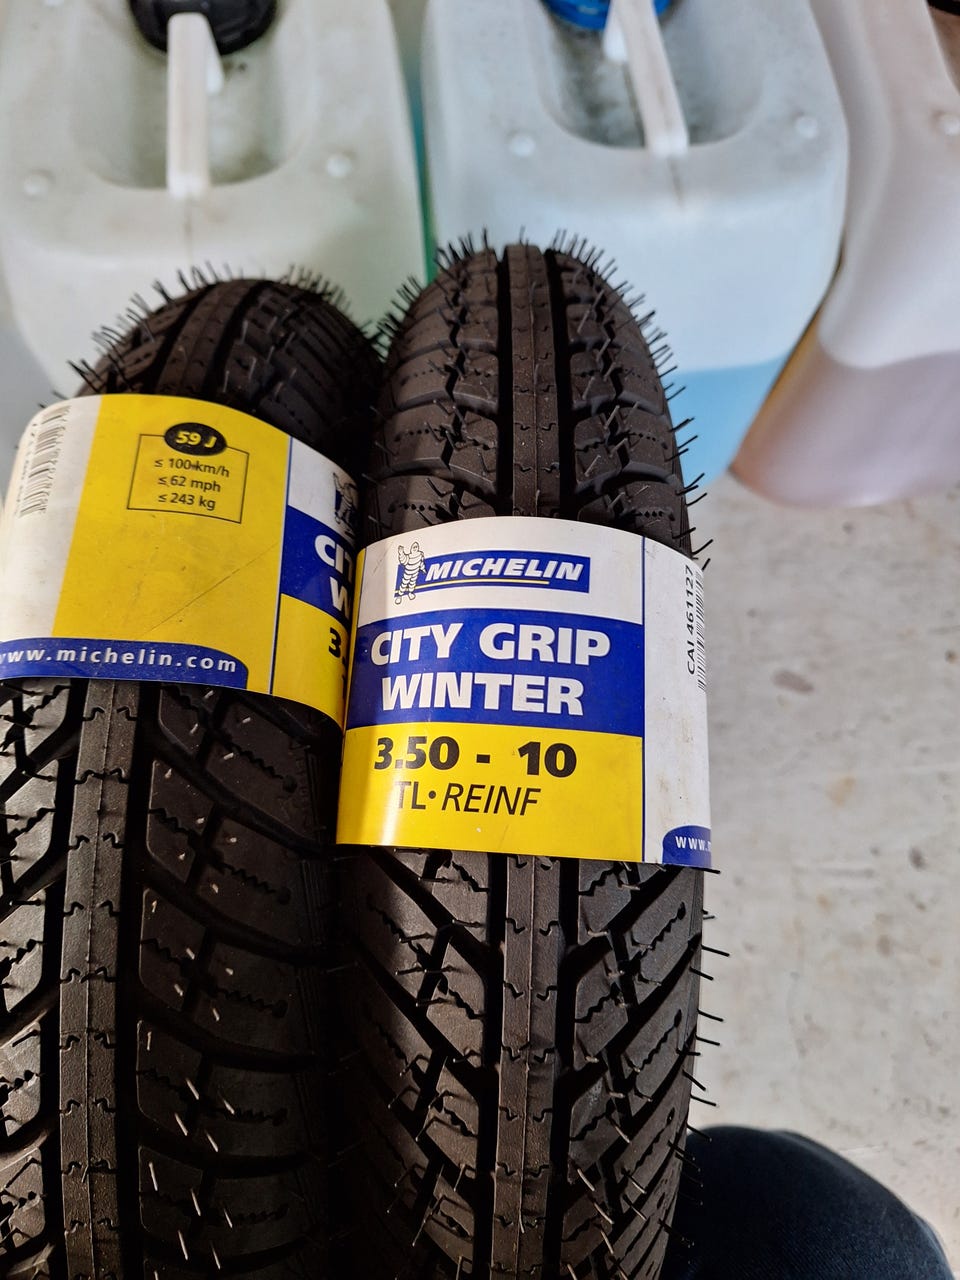 59 J
≤ 100 km/h
≤ 62 mph
≤ 243 kg
www.michelin.com
MICHELIN
CITY GRIP
WINTER
3.50 - 10
TL•REINF
CAI 461127
www.